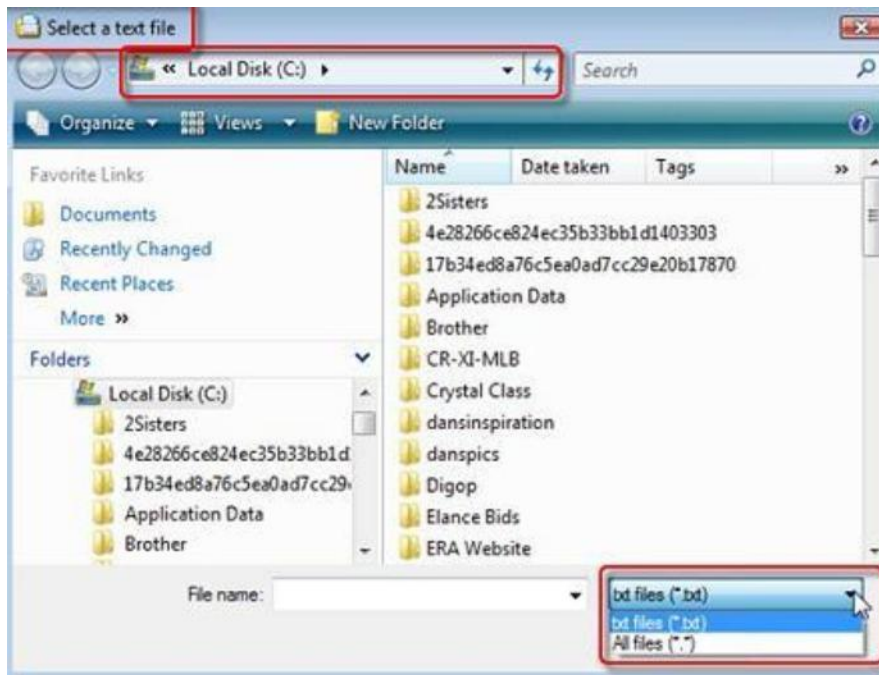 Select a text file
« Local Disk (C:)
Search
Organize Views New Folder
Favorite Links
Documents
Recently Changed
Recent Places
More »
Folders
Local Disk (C:)
2Sisters
4e28266ce824ec35b33bb1d
17b34ed8a76c5ea0ad7cc29
Application Data
Brother
Name Date taken Tags »
2Sisters
4e28266ce824ec35b33bb1d1403303
17b34ed8a76c5ea0ad7cc29e20b17870
Application Data
Brother
CR-XI-MLB
Crystal Class
dansinspiration
danspics
Digop
Elance Bids
ERA Website
File name:
txt files (*.txt)
txt files (*.txt)
All files (*.*)